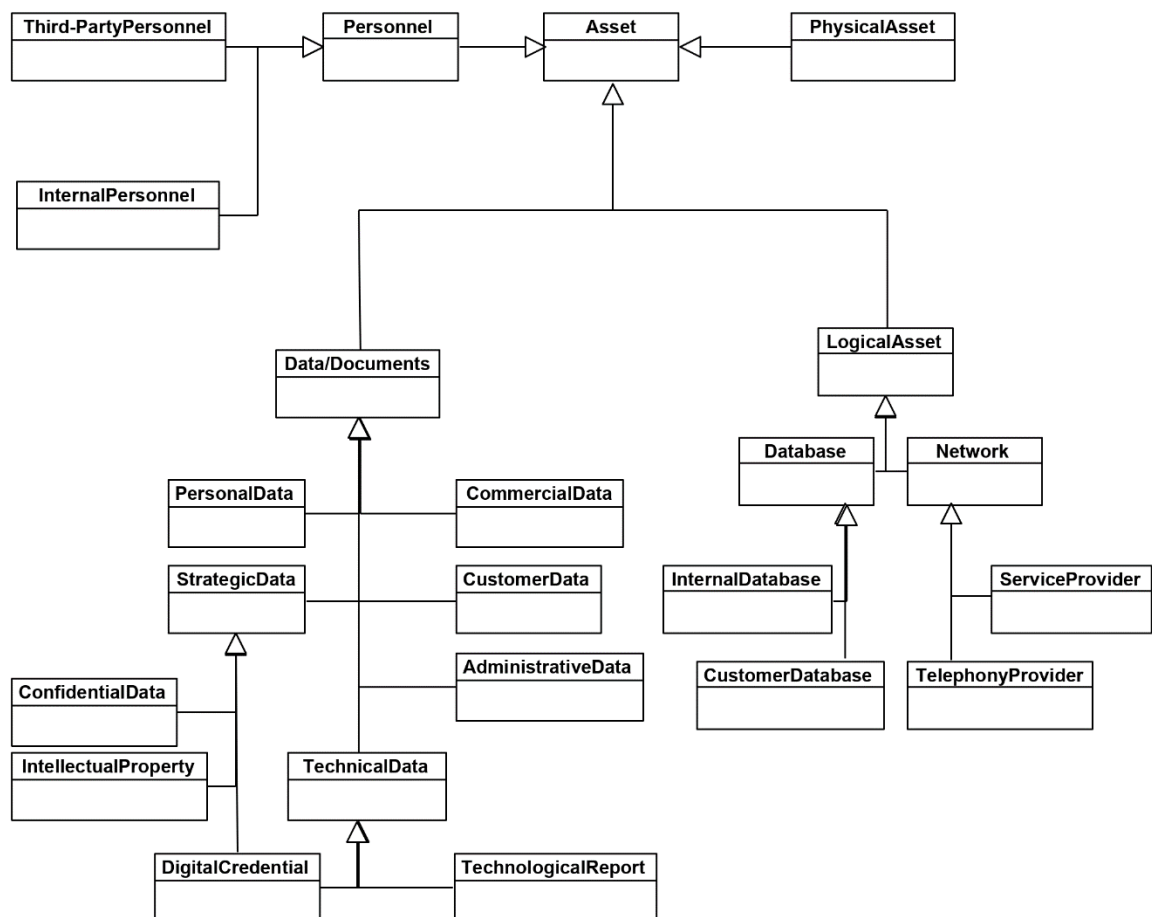 Third-PartyPersonnel
Personnel
Asset
PhysicalAsset
InternalPersonnel
LogicalAsset
Data/Documents
Database
Network
PersonalData
CommercialData
StrategicData
CustomerData
InternalDatabase
ServiceProvider
AdministrativeData
CustomerDatabase
TelephonyProvider
ConfidentialData
IntellectualProperty
TechnicalData
DigitalCredential
TechnologicalReport